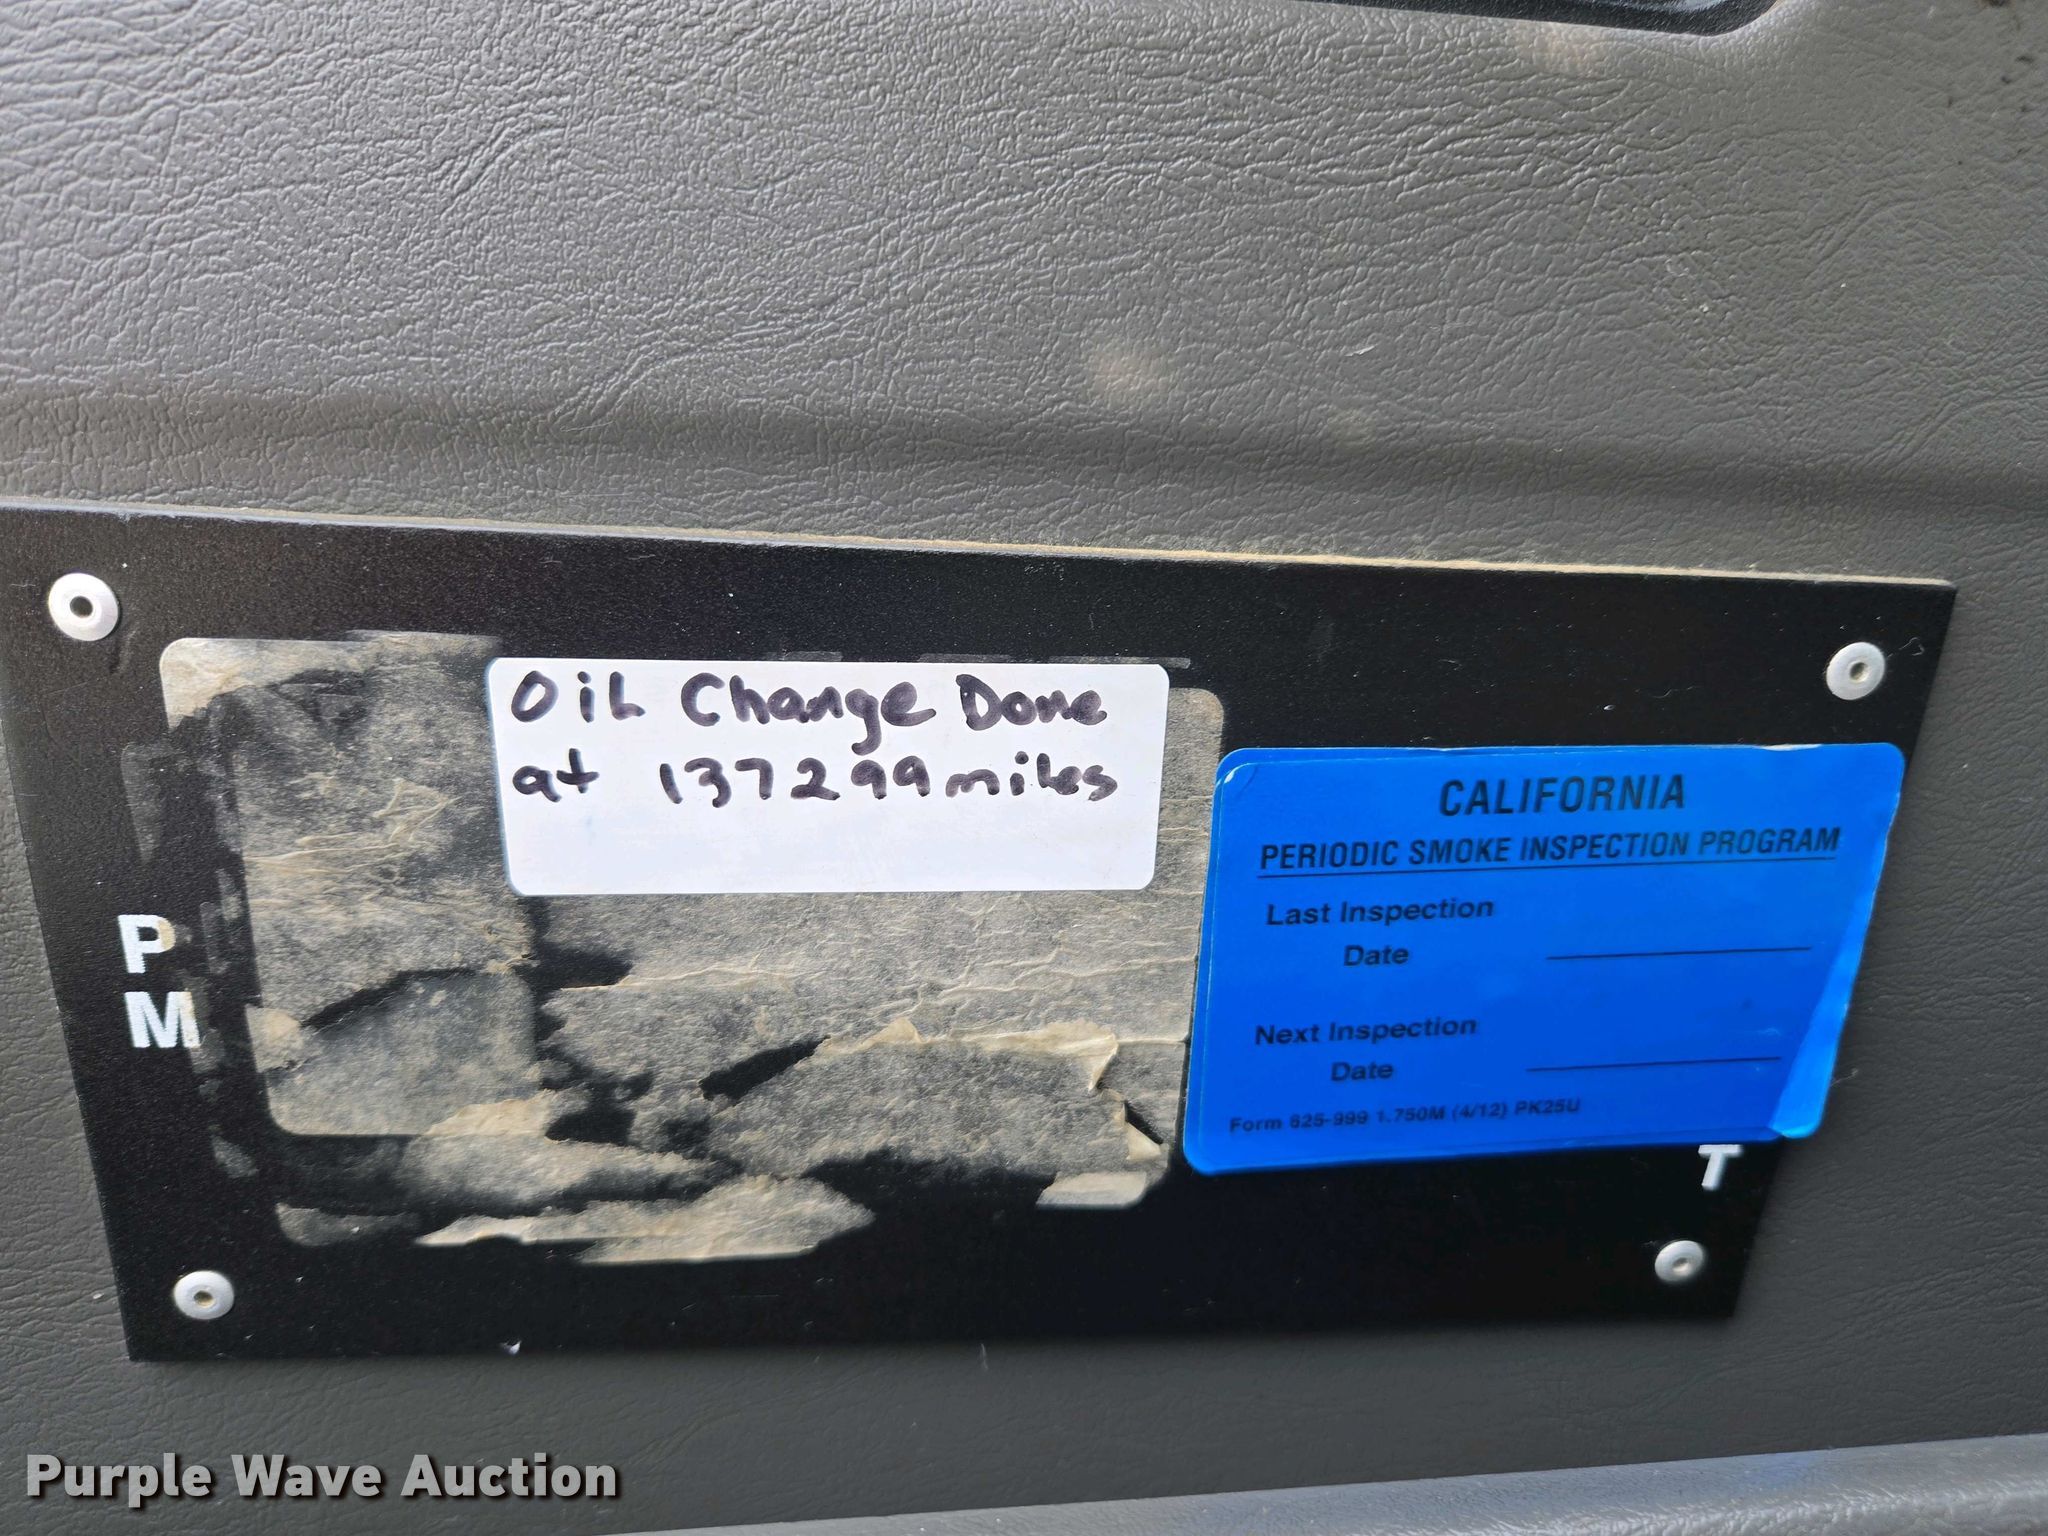 OiL Change Done
at 137299 miles
CALIFORNIA
PERIODIC SMOKE INSPECTION PROGRAM
Last Inspection
Date
Next Inspection
Date
Form 625-999 1.750M (4/12) PK25U
P
M
T
Purple Wave Auction